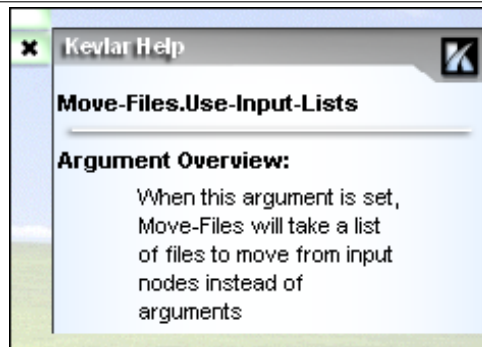 Kevlar Help
Move-Files.Use-Input-Lists
Argument Overview:
When this argument is set,
Move-Files will take a list
of files to move from input
nodes instead of
arguments